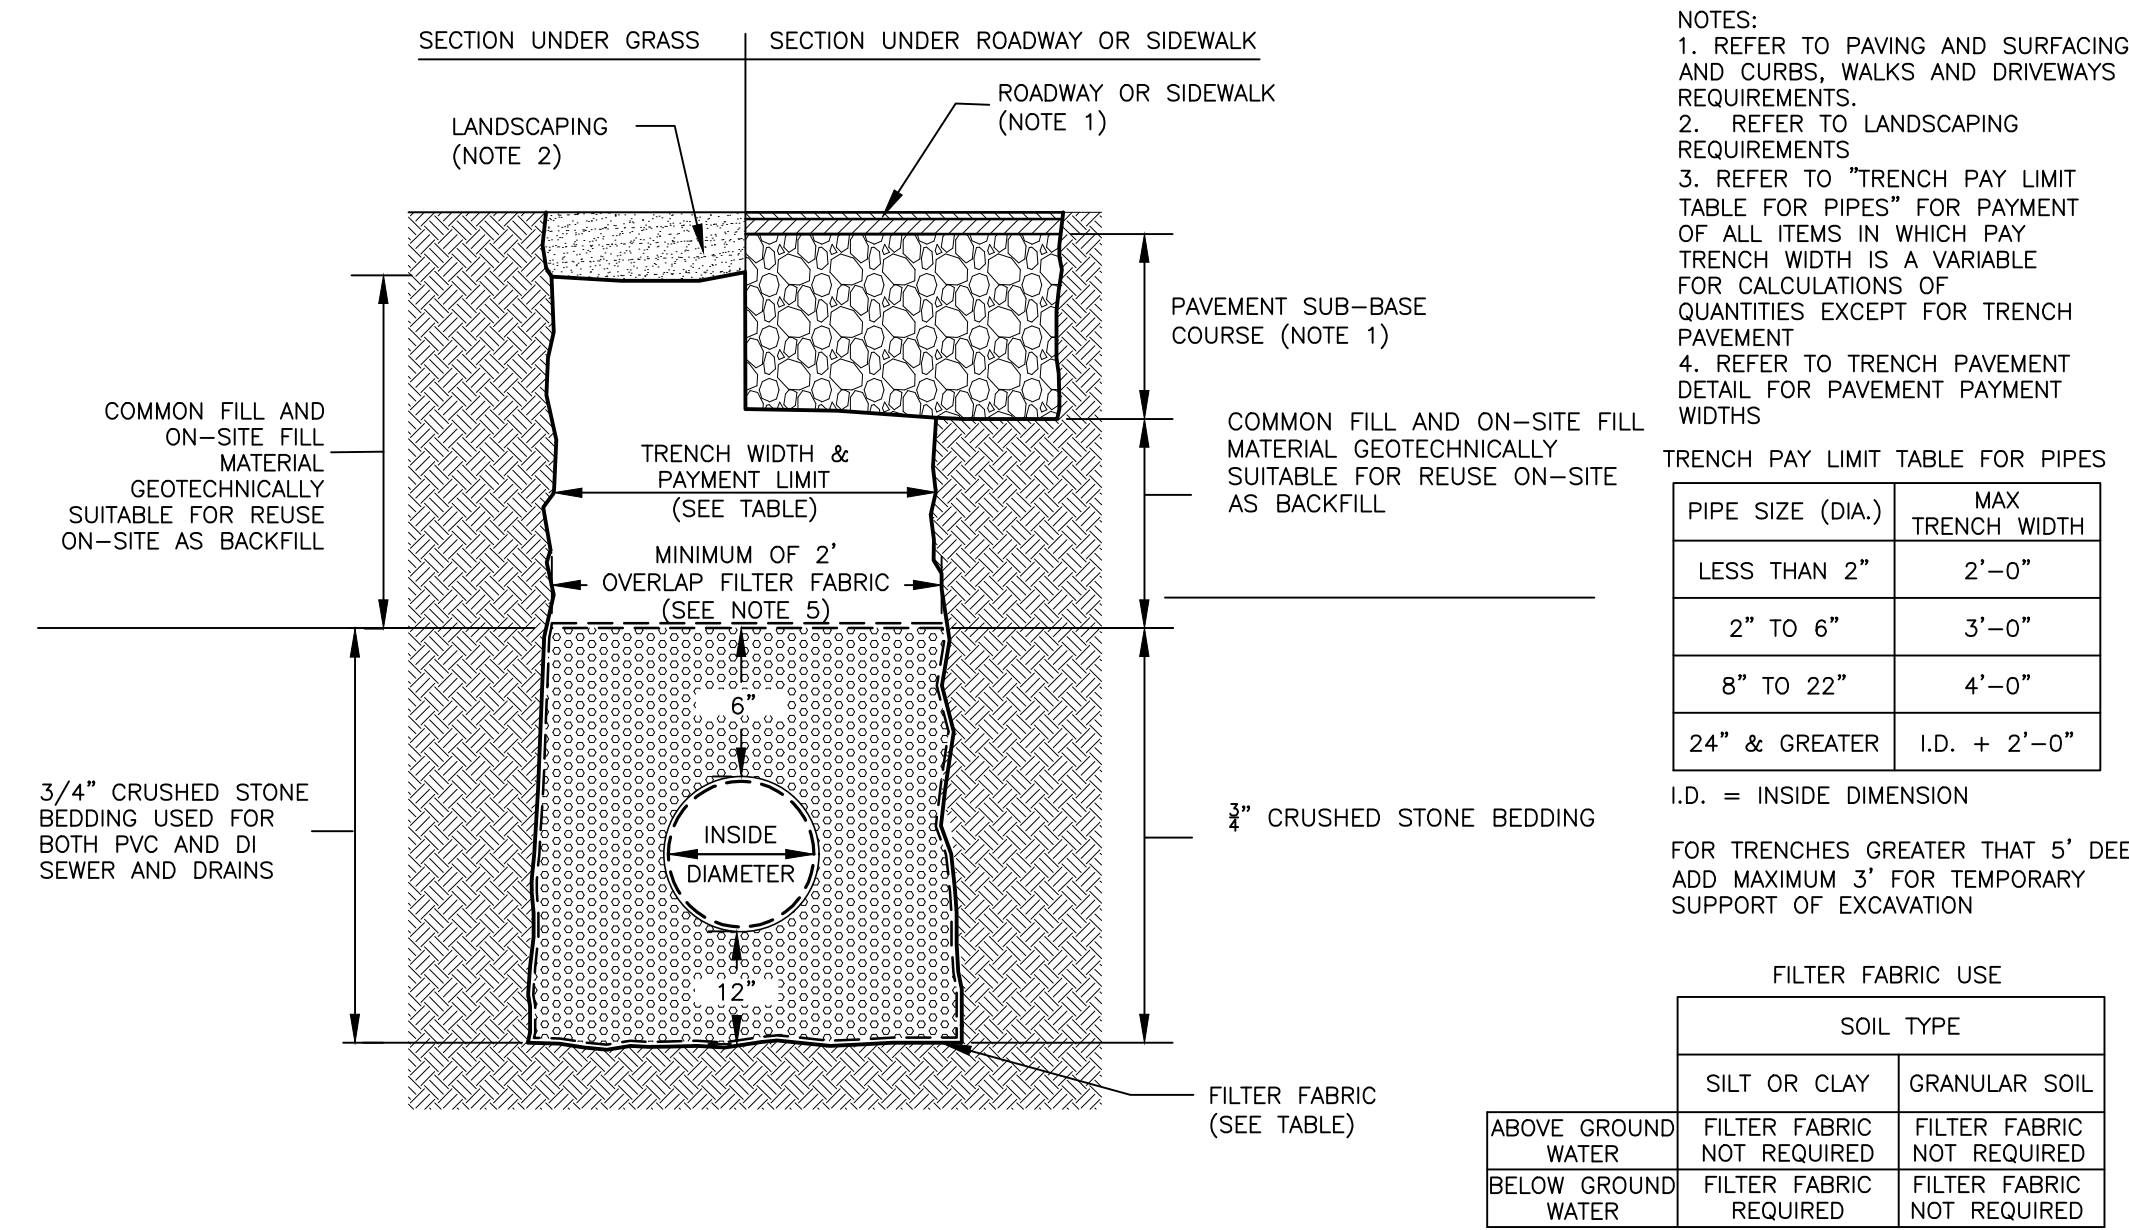 SECTION UNDER GRASS
SECTION UNDER ROADWAY OR SIDEWALK
ROADWAY OR SIDEWALK
(NOTE 1)
LANDSCAPING
(NOTE 2)
PAVEMENT SUB-BASE
COURSE (NOTE 1)
COMMON FILL AND
ON-SITE FILL
MATERIAL
GEOTECHNICALLY
SUITABLE FOR REUSE
ON-SITE AS BACKFILL
TRENCH WIDTH &
PAYMENT LIMIT
(SEE TABLE)
MINIMUM OF 2'
OVERLAP FILTER FABRIC
(SEE NOTE 5)
COMMON FILL AND ON-SITE FILL
MATERIAL GEOTECHNICALLY
SUITABLE FOR REUSE ON-SITE
AS BACKFILL
6"
3/4" CRUSHED STONE
BEDDING USED FOR
BOTH PVC AND DI
SEWER AND DRAINS
INSIDE
DIAMETER
3/4" CRUSHED STONE BEDDING
12"
FILTER FABRIC
(SEE TABLE)
NOTES:
1. REFER TO PAVING AND SURFACING
AND CURBS, WALKS AND DRIVEWAYS
REQUIREMENTS.
2. REFER TO LANDSCAPING
REQUIREMENTS
3. REFER TO "TRENCH PAY LIMIT
TABLE FOR PIPES" FOR PAYMENT
OF ALL ITEMS IN WHICH PAY
TRENCH WIDTH IS A VARIABLE
FOR CALCULATIONS OF
QUANTITIES EXCEPT FOR TRENCH
PAVEMENT
4. REFER TO TRENCH PAVEMENT
DETAIL FOR PAVEMENT PAYMENT
WIDTHS
TRENCH PAY LIMIT TABLE FOR PIPES
PIPE SIZE (DIA.) MAX TRENCH WIDTH
LESS THAN 2" 2'-0"
2" TO 6" 3'-0"
8" TO 22" 4'-0"
24" & GREATER I.D. + 2'-0"
I.D. = INSIDE DIMENSION
FOR TRENCHES GREATER THAT 5' DEE
ADD MAXIMUM 3' FOR TEMPORARY
SUPPORT OF EXCAVATION
FILTER FABRIC USE
SOIL TYPE
SILT OR CLAY GRANULAR SOIL
ABOVE GROUND FILTER FABRIC FILTER FABRIC
WATER NOT REQUIRED NOT REQUIRED
BELOW GROUND FILTER FABRIC FILTER FABRIC
WATER REQUIRED NOT REQUIRED